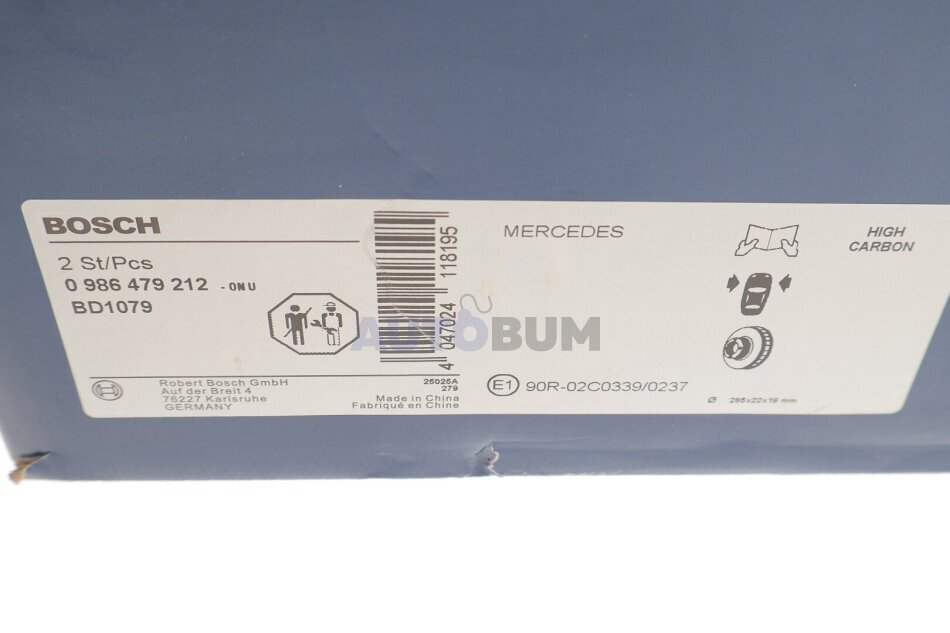 BOSCH
2 St/Pcs
0 986 479 212 - 0NU
BD1079
Robert Bosch GmbH
Auf der Breit 4
76227 Karlsruhe
GERMANY
25025A
279
Made in China
Fabriqué en Chine
4 047024 118195
AUTOBUM
MERCEDES
E1 90R-02C0339/0237
HIGH
CARBON
Ø 295x22x19 mm